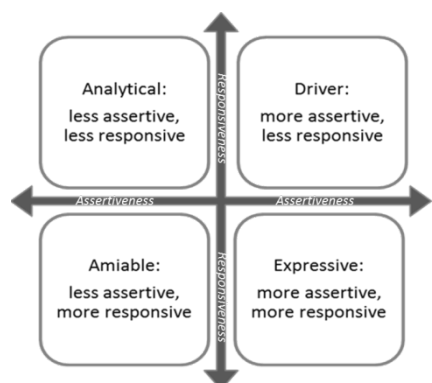 Analytical:
less assertive,
less responsive
Driver:
more assertive,
less responsive
Responsiveness
Assertiveness
Assertiveness
Amiable:
less assertive,
more responsive
Expressive:
more assertive,
more responsive
Responsiveness